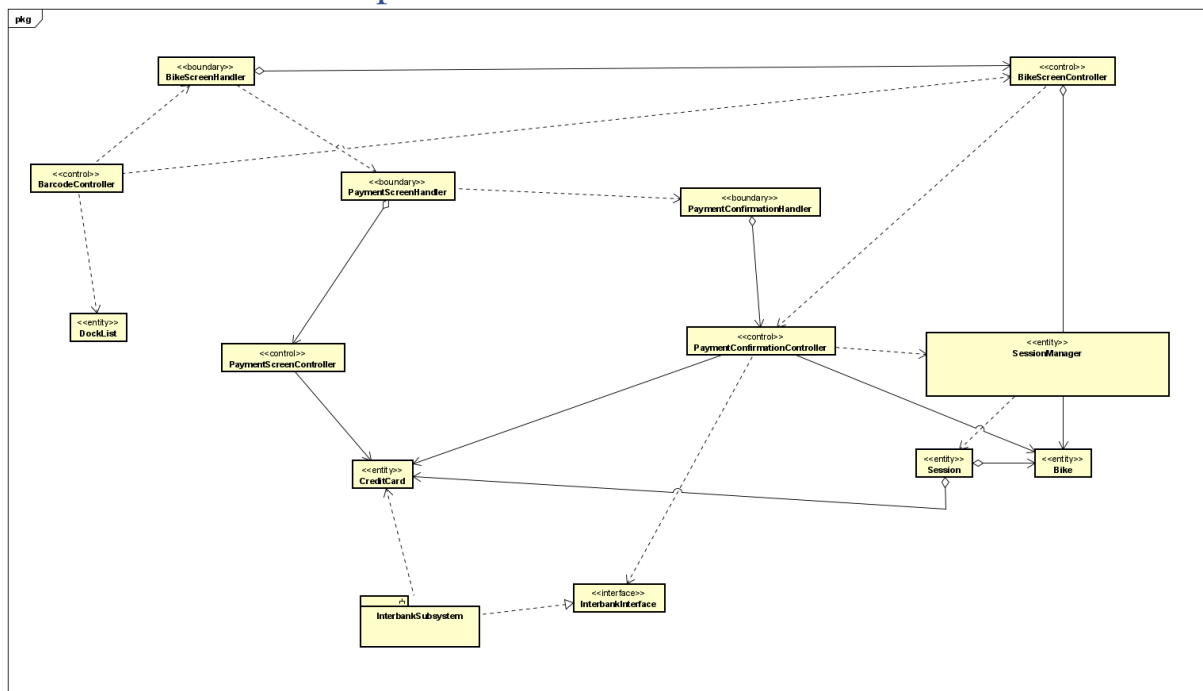 pkg
<<boundary>>
BikeScreenHandler
<<control>>
BikeScreenController
<<control>>
BarcodeController
<<boundary>>
PaymentScreenHandler
<<boundary>>
PaymentConfirmationHandler
<<entity>>
DockList
<<control>>
PaymentScreenController
<<control>>
PaymentConfirmationController
<<entity>>
SessionManager
<<entity>>
CreditCard
<<entity>>
Session
<<entity>>
Bike
<<interface>>
InterbankInterface
InterbankSubsystem